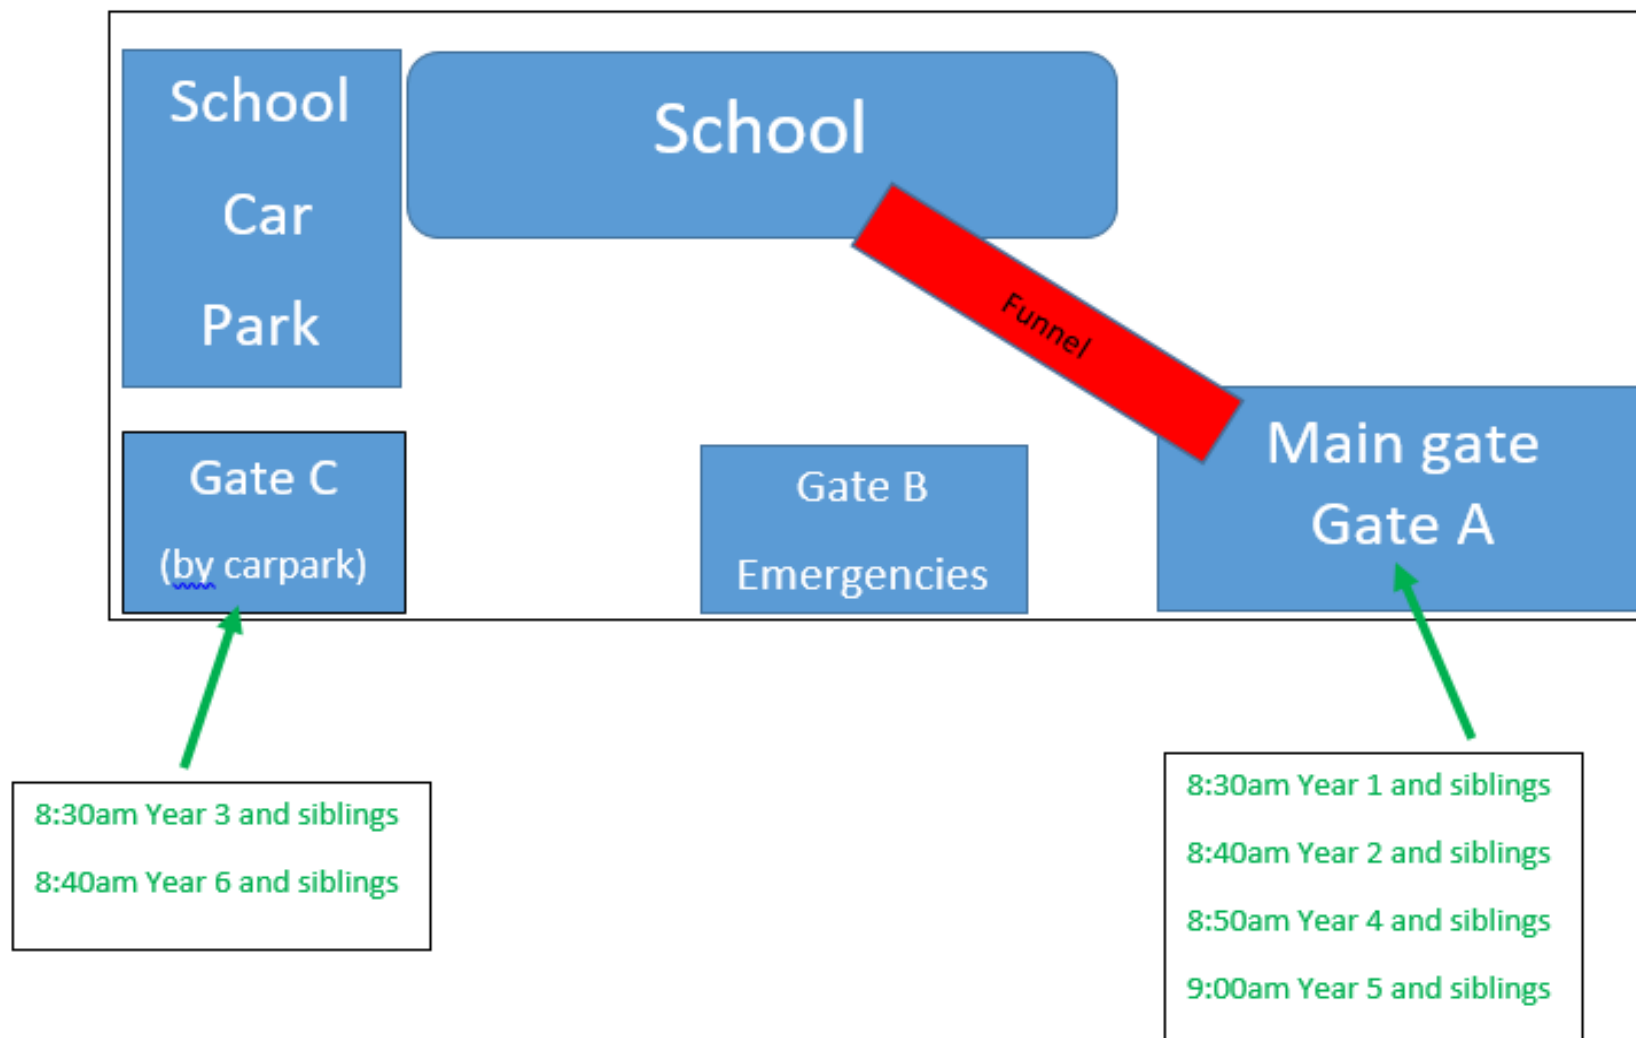 School
Car
Park
School
Funnel
Main gate
Gate A
Gate C
(by carpark)
Gate B
Emergencies
8:30am Year 3 and siblings
8:40am Year 6 and siblings
8:30am Year 1 and siblings
8:40am Year 2 and siblings
8:50am Year 4 and siblings
9:00am Year 5 and siblings